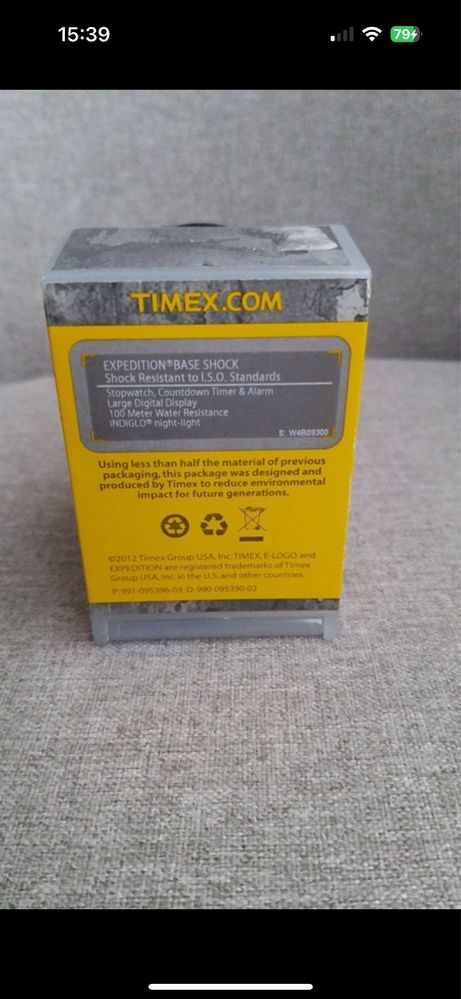 15:39
79
TIMEX.COM
EXPEDITION® BASE SHOCK
Shock Resistant to I.S.O. Standards
Stopwatch, Countdown Timer & Alarm
Large Digital Display
100 Meter Water Resistance
INDIGLO® night-light
S: W4B09300
Using less than half the material of previous
packaging, this package was designed and
produced by Timex to reduce environmental
impact for future generations.
©2012 Timex Group USA, Inc. TIMEX, E-LOGO and
EXPEDITION are registered trademarks of Timex
Group USA, Inc. in the U.S. and other countries.
P: 991-095396-03 D: 990-095390-02